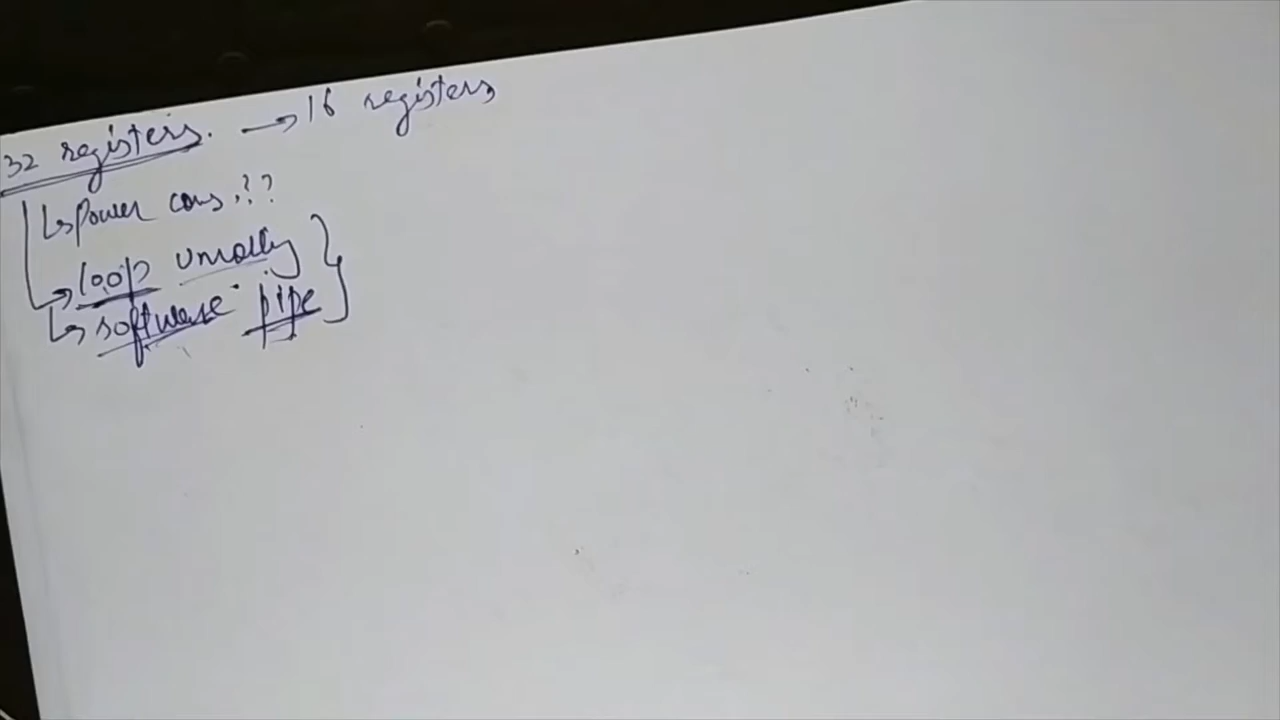 32 registers. → 16 registers
↳ Power cons.??
→ loop unrolling
↳ software pipe